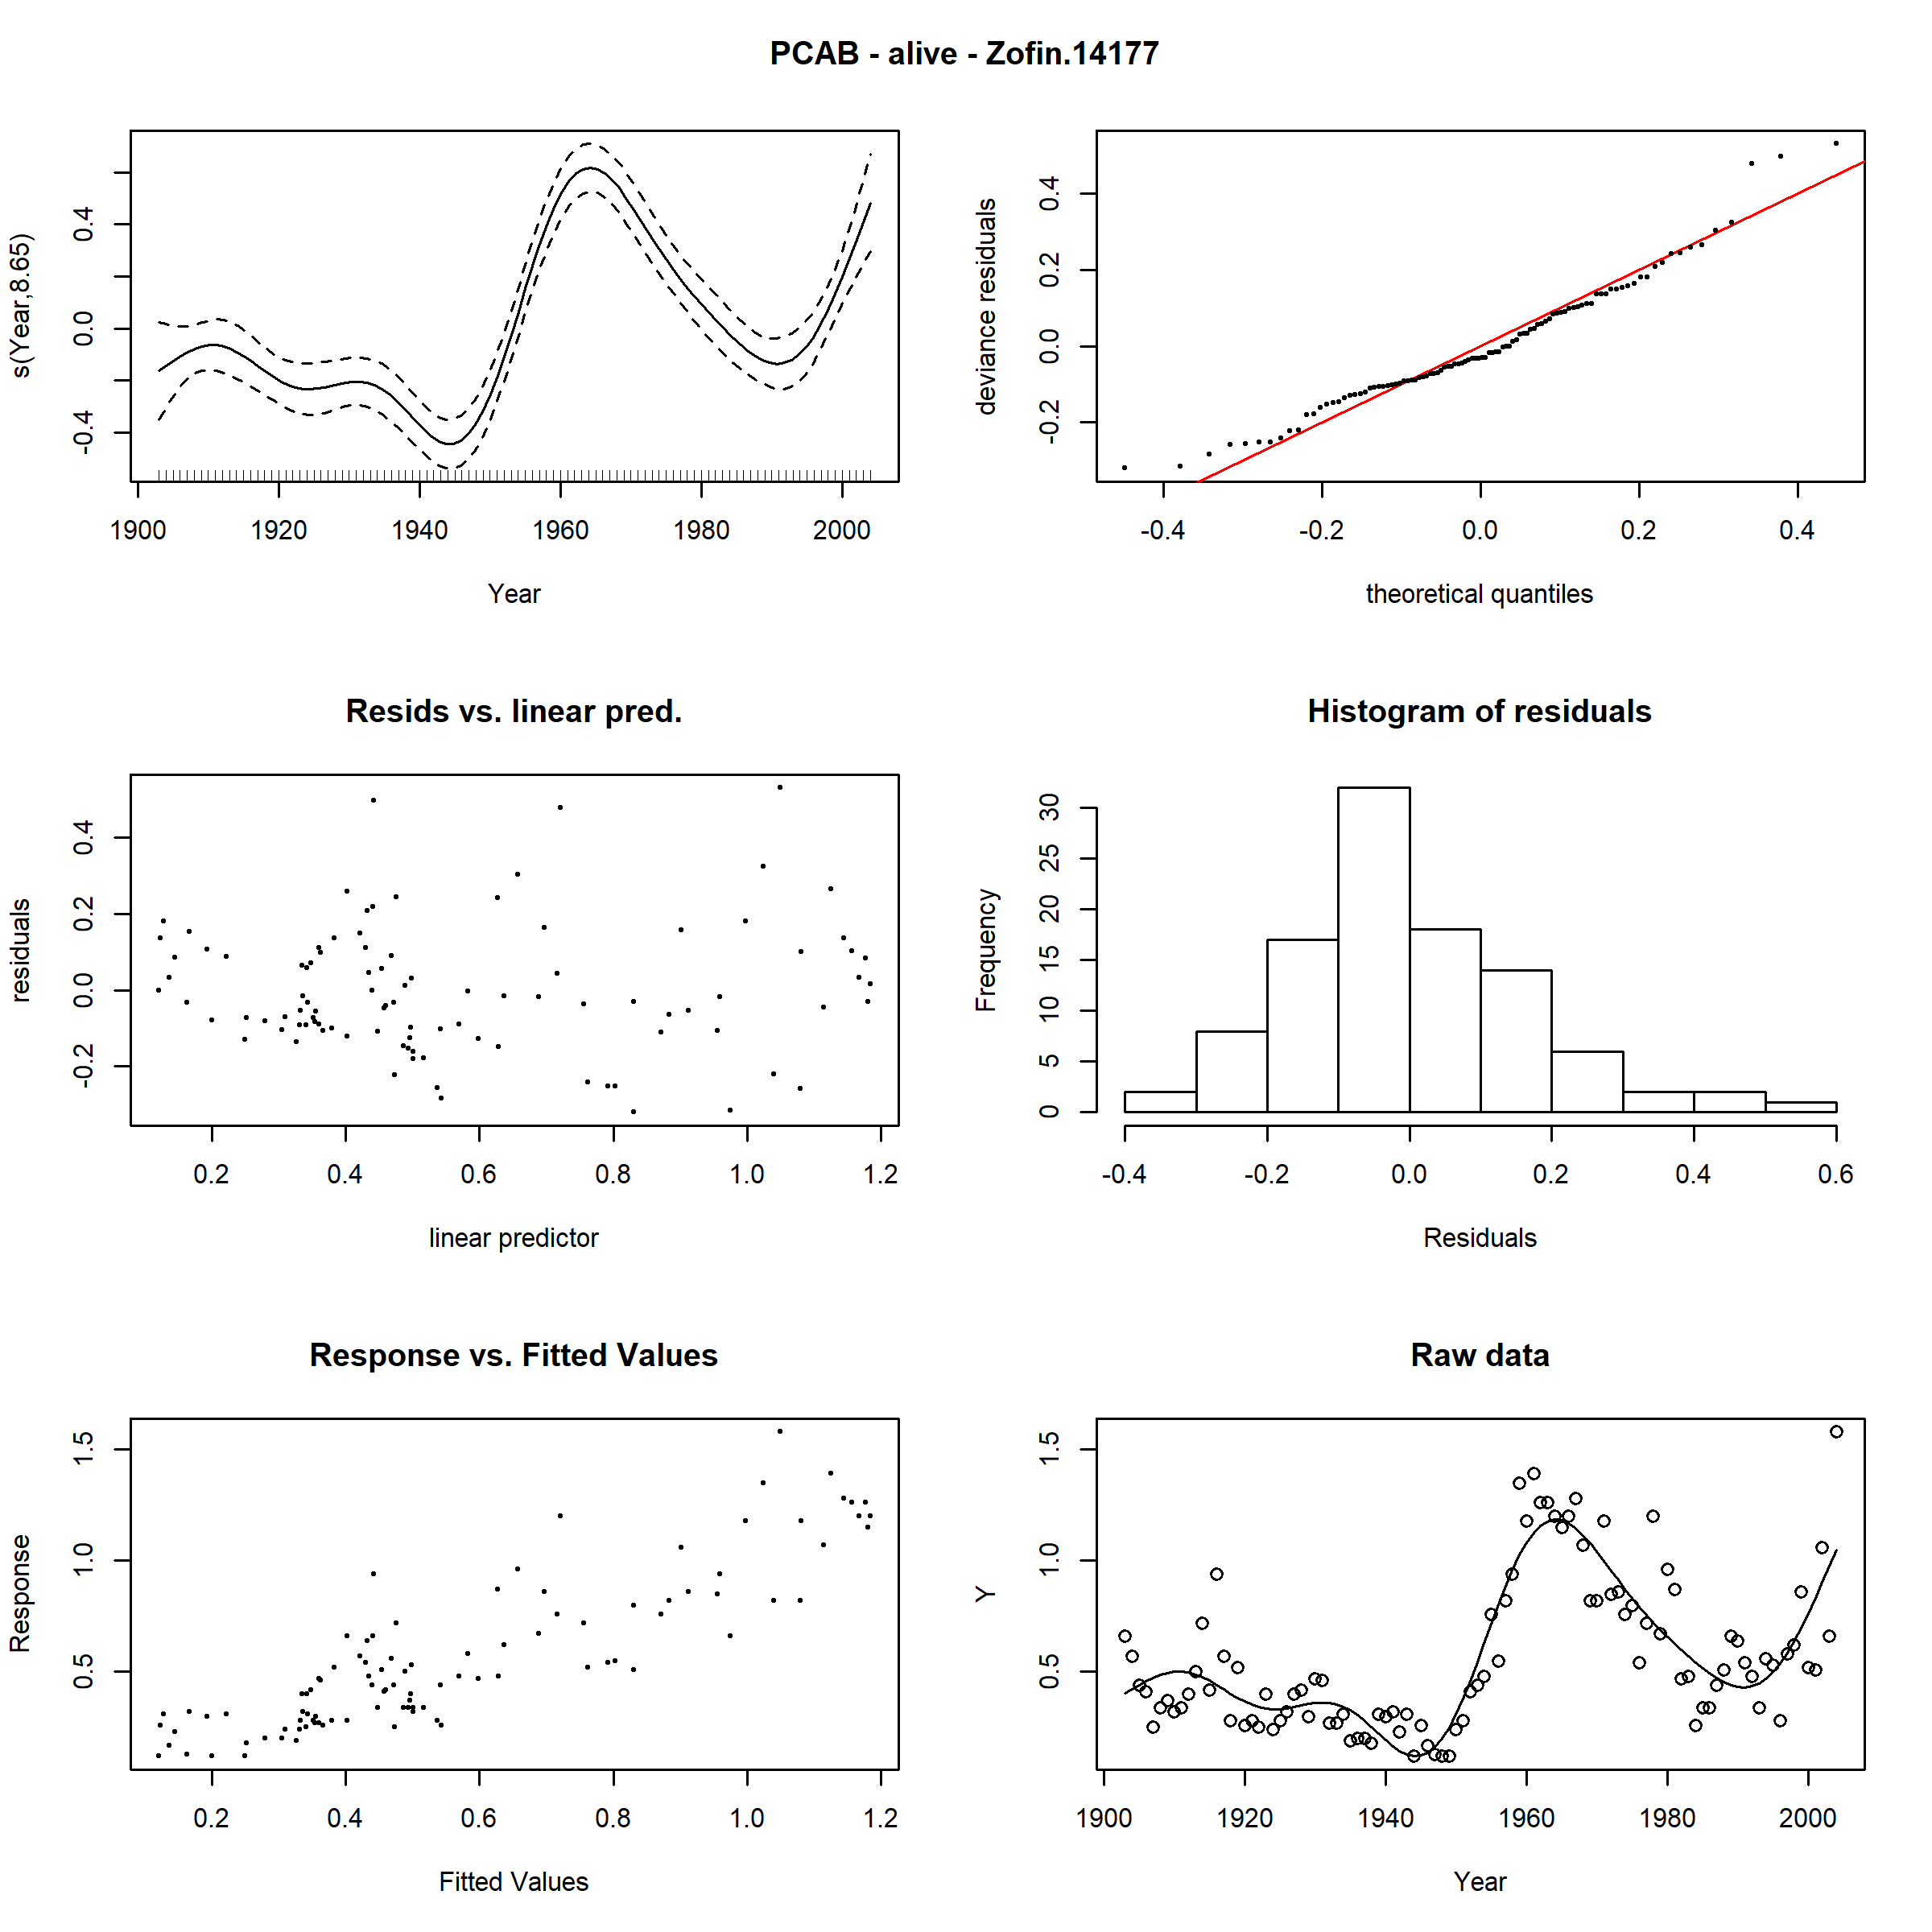 PCAB - alive - Zofin.14177
s(Year,8.65)
-0.4 0.0 0.4
1900 1920 1940 1960 1980 2000
Year
deviance residuals
-0.2 0.0 0.2 0.4
-0.4 -0.2 0.0 0.2 0.4
theoretical quantiles
Resids vs. linear pred.
residuals
-0.2 0.0 0.2 0.4
0.2 0.4 0.6 0.8 1.0 1.2
linear predictor
Histogram of residuals
Frequency
0 5 10 15 20 25 30
-0.4 -0.2 0.0 0.2 0.4 0.6
Residuals
Response vs. Fitted Values
Response
0.5 1.0 1.5
0.2 0.4 0.6 0.8 1.0 1.2
Fitted Values
Raw data
Y
0.5 1.0 1.5
1900 1920 1940 1960 1980 2000
Year